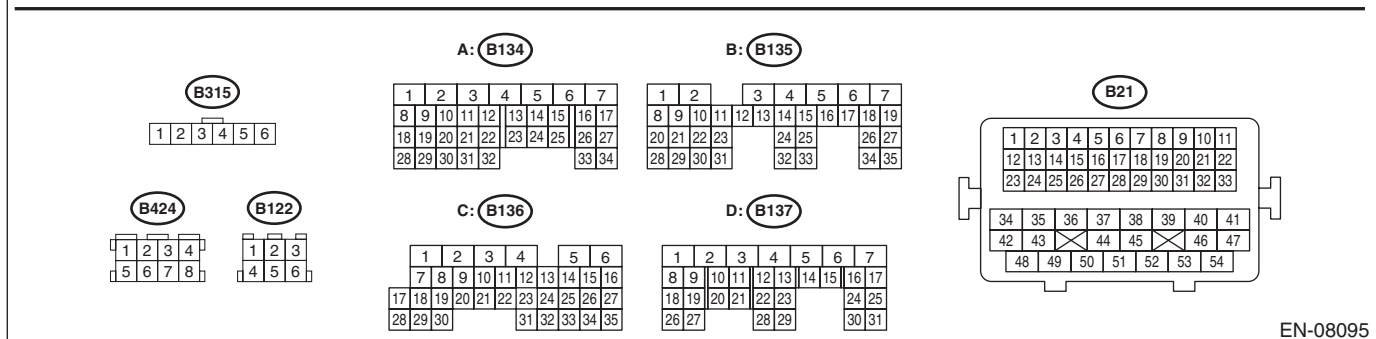 B315
1 2 3 4 5 6
B424
1 2 3 4
5 6 7 8
B122
1 2 3
4 5 6
A: B134
1 2 3 4 5 6 7
8 9 10 11 12 13 14 15 16 17
18 19 20 21 22 23 24 25 26 27
28 29 30 31 32 33 34
B: B135
1 2 3 4 5 6 7
8 9 10 11 12 13 14 15 16 17 18 19
20 21 22 23 24 25 26 27
28 29 30 31 32 33 34 35
C: B136
1 2 3 4 5 6
7 8 9 10 11 12 13 14 15 16
17 18 19 20 21 22 23 24 25 26 27
28 29 30 31 32 33 34 35
D: B137
1 2 3 4 5 6 7
8 9 10 11 12 13 14 15 16 17
18 19 20 21 22 23 24 25
26 27 28 29 30 31
B21
1 2 3 4 5 6 7 8 9 10 11
12 13 14 15 16 17 18 19 20 21 22
23 24 25 26 27 28 29 30 31 32 33
34 35 36 37 38 39 40 41
42 43 44 45 46 47
48 49 50 51 52 53 54
EN-08095